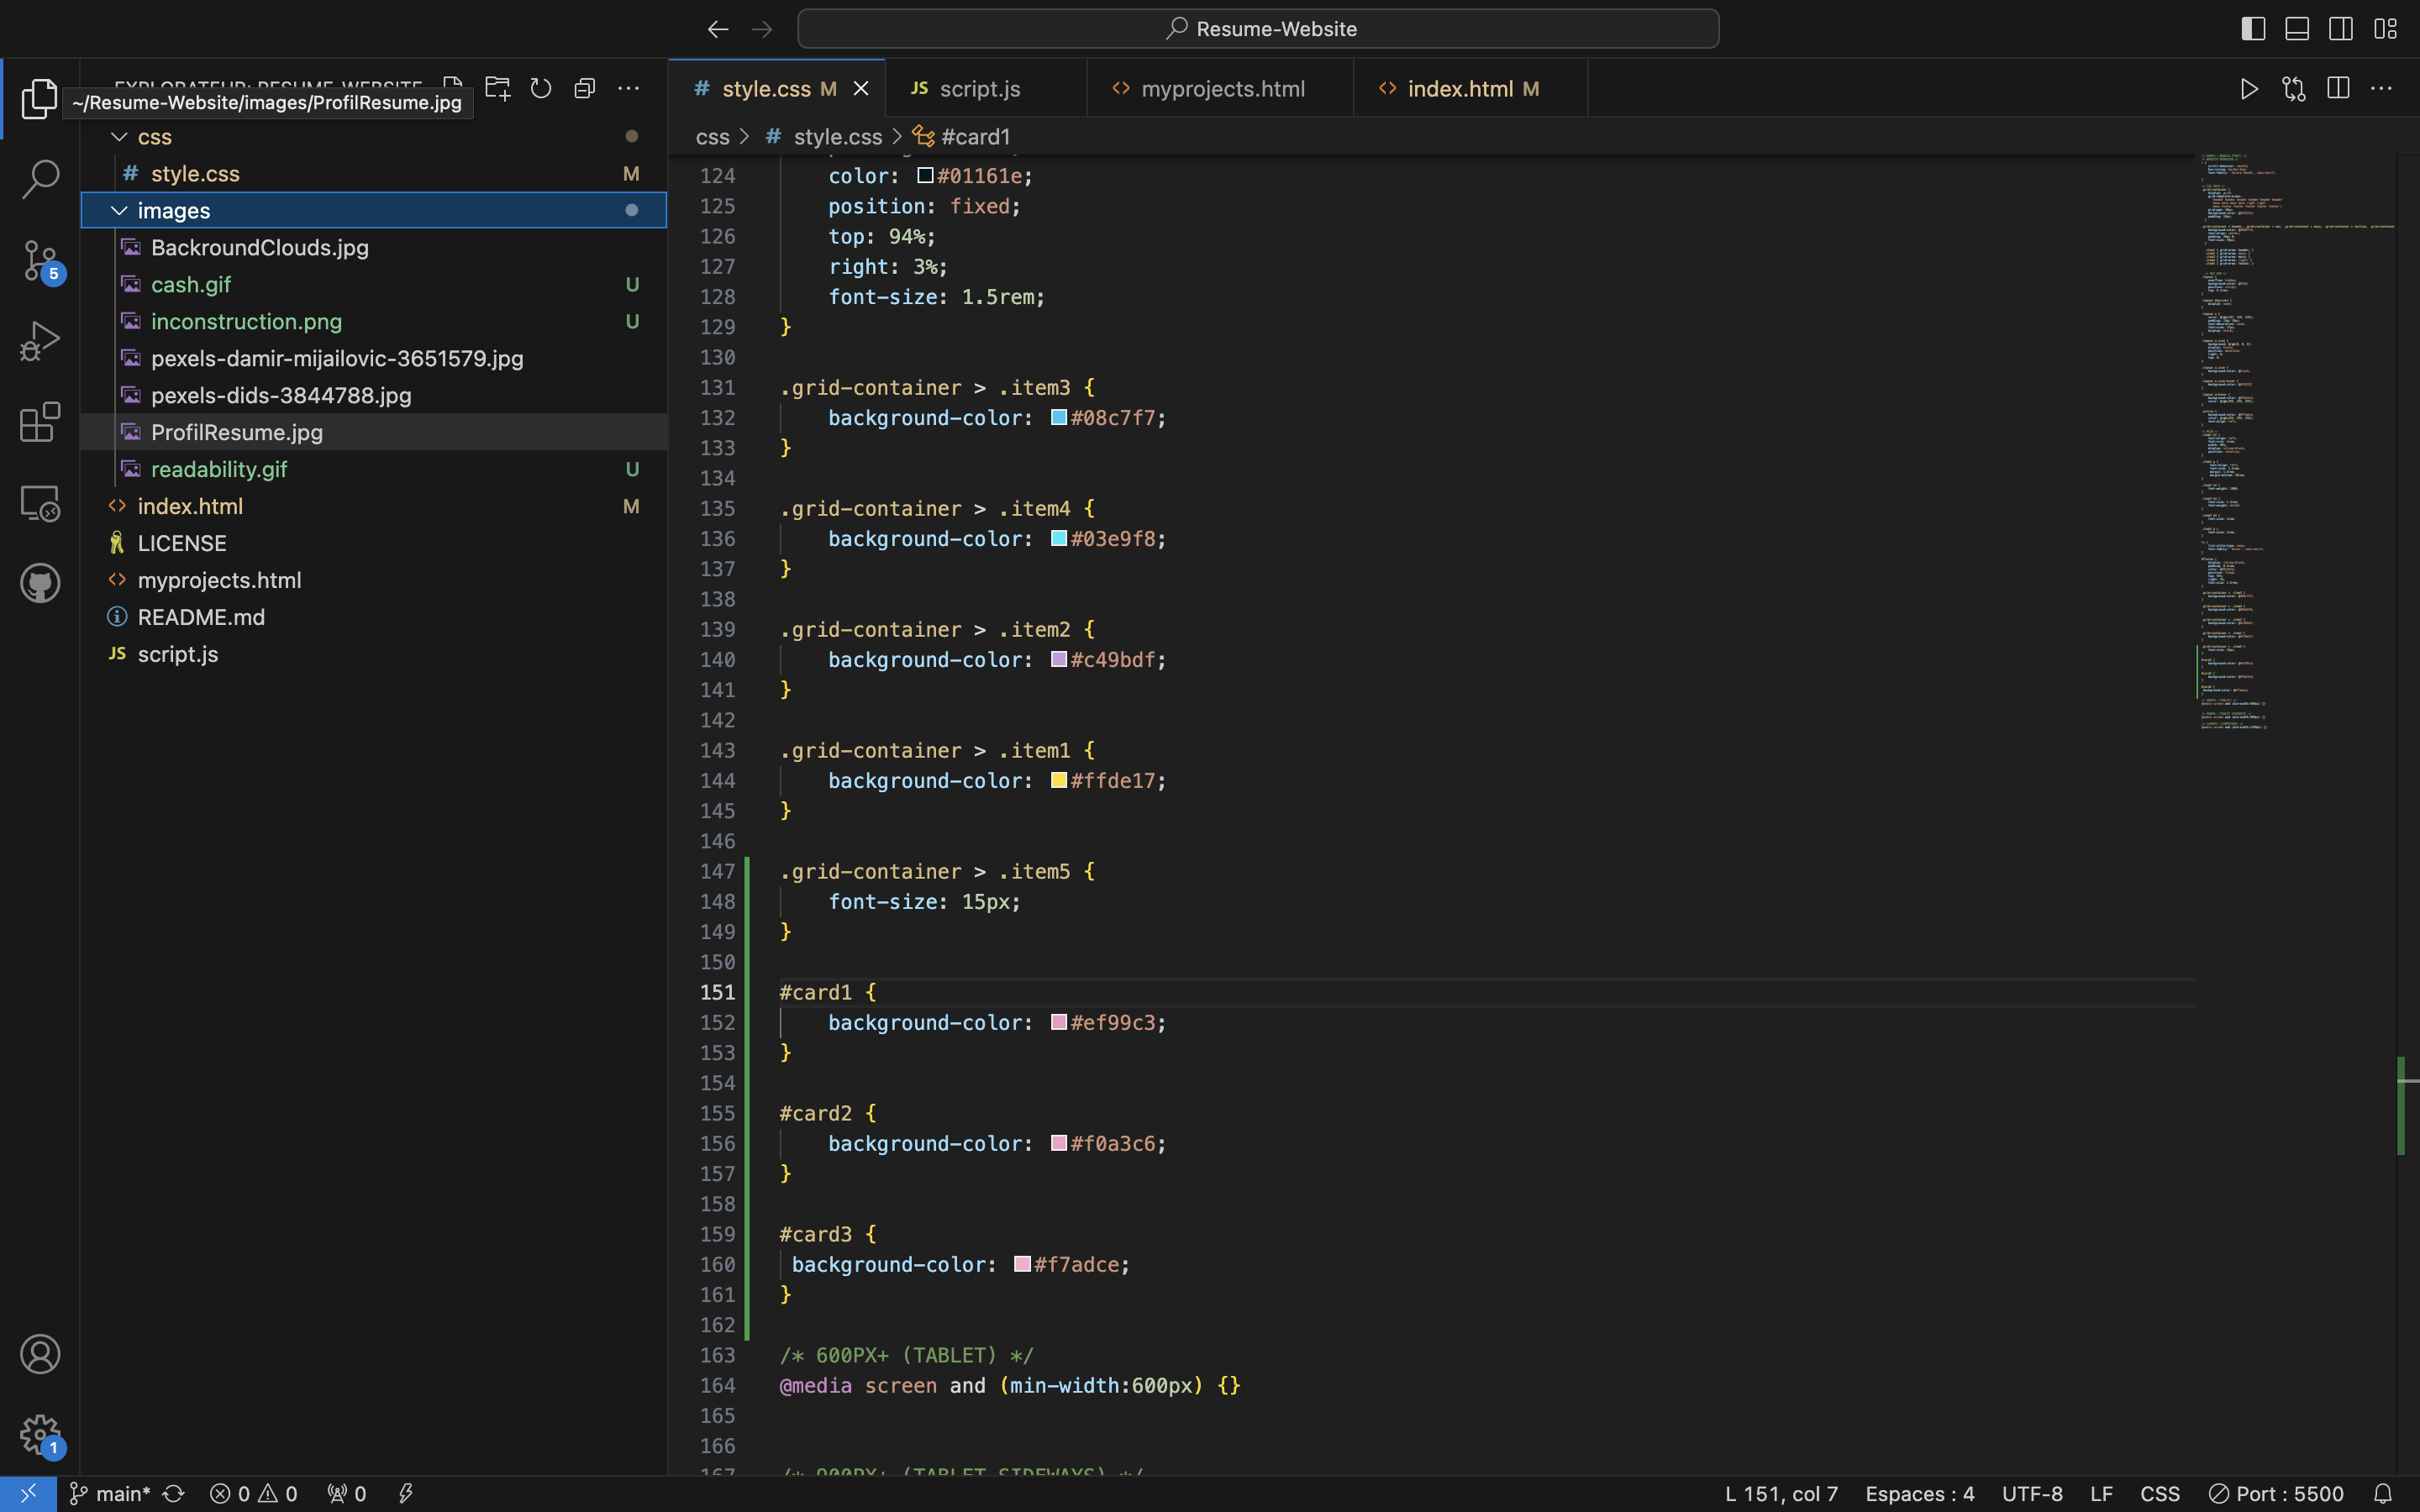 Resume-Website
~/Resume-Website/images/ProfilResume.jpg
css
# style.css M
images
BackroundClouds.jpg
cash.gif U
inconstruction.png U
pexels-damir-mijailovic-3651579.jpg
pexels-dids-3844788.jpg
ProfilResume.jpg
readability.gif U
<> index.html M
LICENSE
<> myprojects.html
README.md
JS script.js
5
1
# style.css M
JS script.js
<> myprojects.html
<> index.html M
css > # style.css > #card1
124 color: #01161e;
125 position: fixed;
126 top: 94%;
127 right: 3%;
128 font-size: 1.5rem;
129 }
130
131 .grid-container > .item3 {
132 background-color: #08c7f7;
133 }
134
135 .grid-container > .item4 {
136 background-color: #03e9f8;
137 }
138
139 .grid-container > .item2 {
140 background-color: #c49bdf;
141 }
142
143 .grid-container > .item1 {
144 background-color: #ffde17;
145 }
146
147 .grid-container > .item5 {
148 font-size: 15px;
149 }
150
151 #card1 {
152 background-color: #ef99c3;
153 }
154
155 #card2 {
156 background-color: #f0a3c6;
157 }
158
159 #card3 {
160 background-color: #f7adce;
161 }
162
163 /* 600PX+ (TABLET) */
164 @media screen and (min-width:600px) {}
165
166
167 /* 900PX+ (TABLET SIDEWAYS) */
main* 0 0 0
L 151, col 7 Espaces : 4 UTF-8 LF CSS Port : 5500